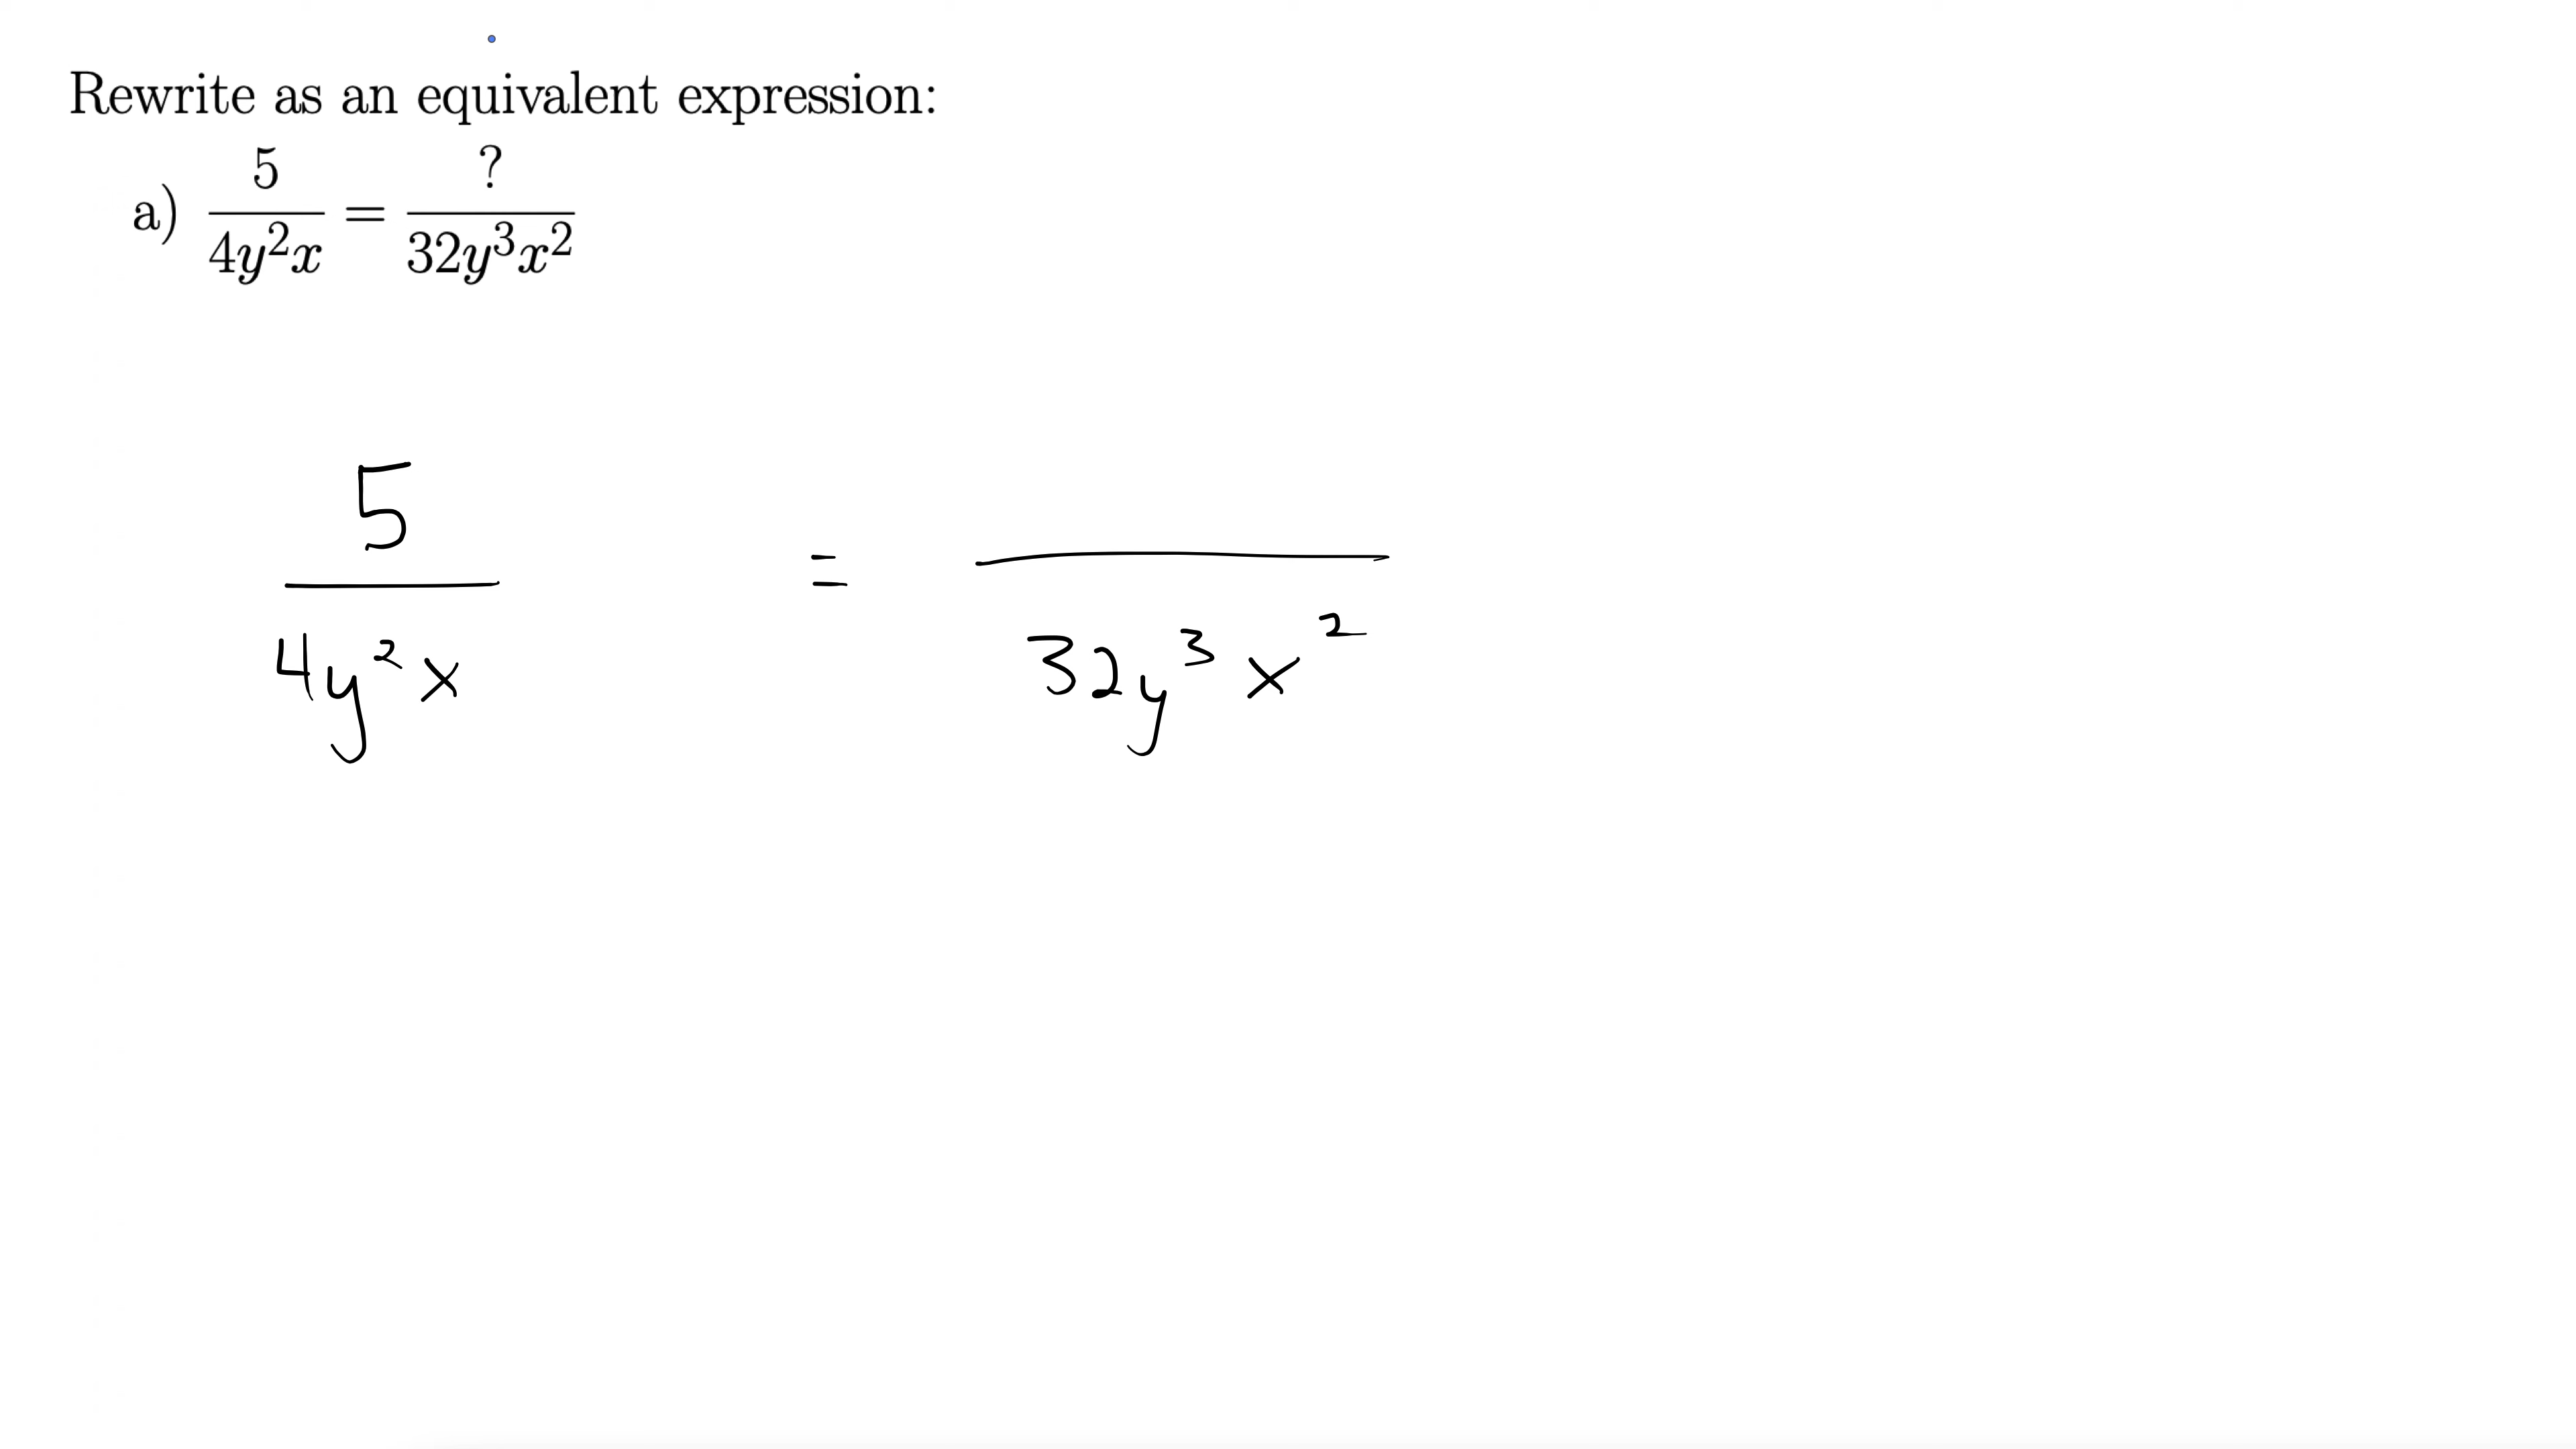 Rewrite as an equivalent expression:
a) 5/(4y²x) = ?/(32y³x²)
5/(4y²x) = /(32y³x²)